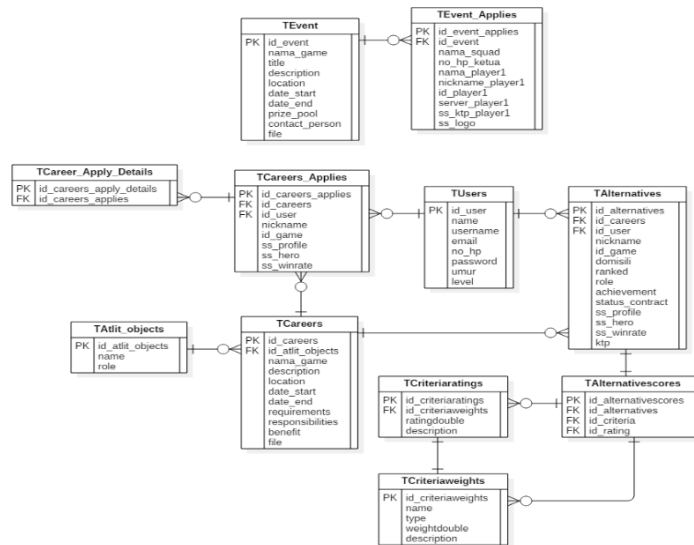 TEvent
PK id_event
nama_game
title
description
location
date_start
date_end
prize_pool
contact_person
file
TEvent_Applies
PK id_event_applies
FK id_event
nama_squad
no_hp_ketua
nama_player1
nickname_player1
id_player1
server_player1
ss_ktp_player1
ss_logo
TCareer_Apply_Details
PK id_careers_apply_details
FK id_careers_applies
TCareers_Applies
PK id_careers_applies
FK id_careers
FK id_user
nickname
id_game
ss_profile
ss_hero
ss_winrate
TUsers
PK id_user
name
username
email
no_hp
password
umur
level
TAlternatives
PK id_alternatives
FK id_careers
FK id_user
nickname
id_game
domisili
ranked
role
achievement
status_contract
ss_profile
ss_hero
ss_winrate
ktp
TAtlit_objects
PK id_atlit_objects
name
role
TCareers
PK id_careers
FK id_atlit_objects
nama_game
description
location
date_start
date_end
requirements
responsibilities
benefit
file
TCriteriaratings
PK id_criteriaratings
FK id_criteriaweights
ratingdouble
description
TAlternativescores
PK id_alternativescores
FK id_alternatives
FK id_criteria
FK id_rating
TCriteriaweights
PK id_criteriaweights
name
type
weightdouble
description